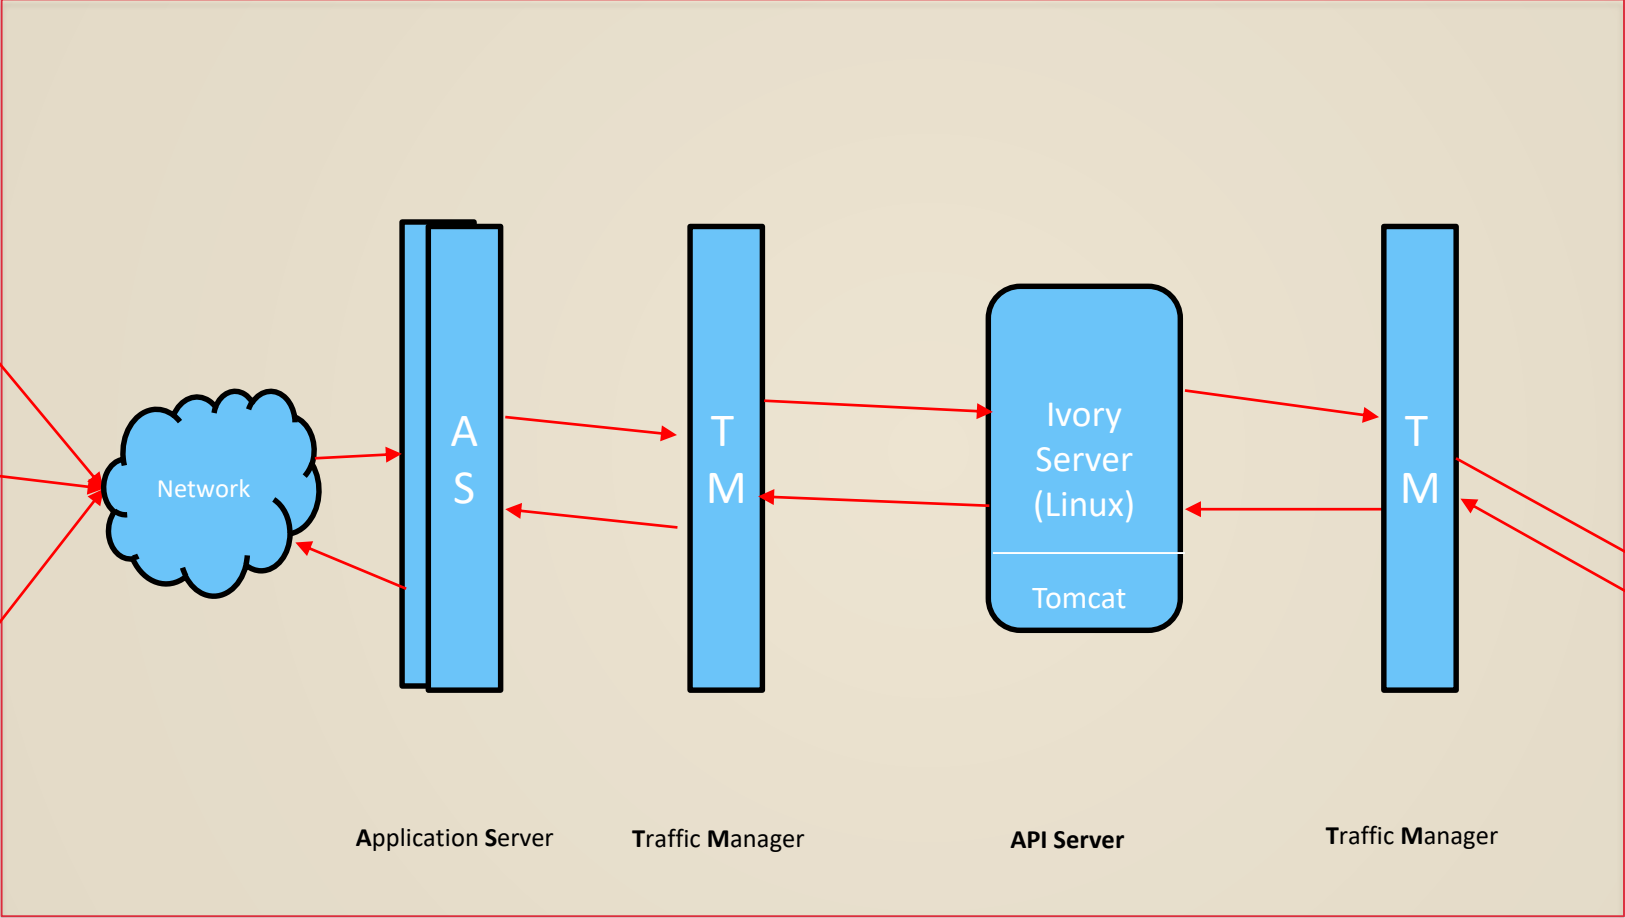 Network
A
S
T
M
Ivory
Server
(Linux)
Tomcat
T
M
Application Server
Traffic Manager
API Server
Traffic Manager